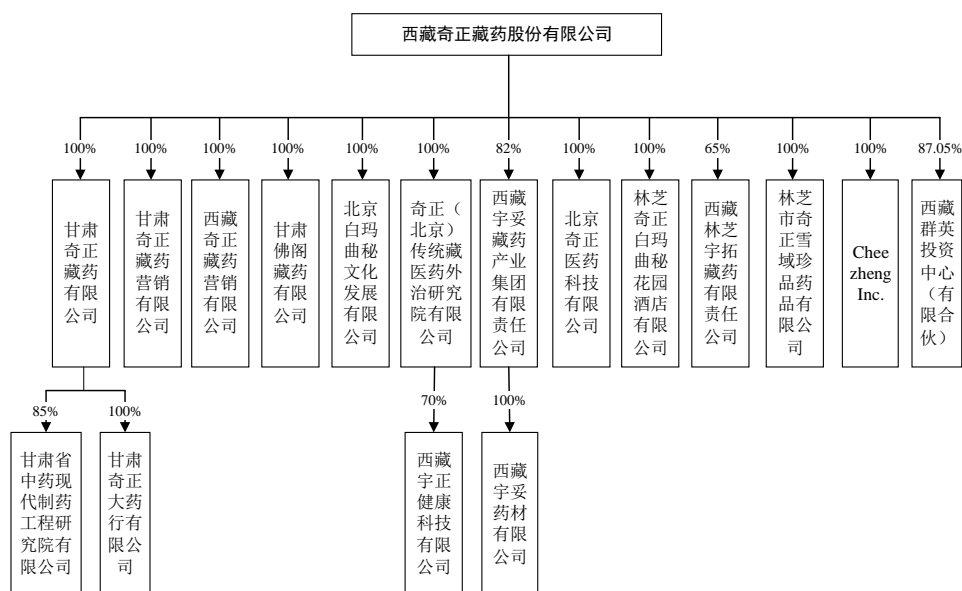 西藏奇正藏药股份有限公司
100%
100%
100%
100%
100%
100%
82%
100%
100%
65%
100%
100%
87.05%
甘肃
奇正
藏药
有限
公司
甘肃
奇正
藏药
营销
有限
公司
西藏
奇正
藏药
营销
有限
公司
甘肃
佛阁
藏药
有限
公司
北京
白玛
曲秘
文化
发展
有限
公司
奇正（
北京）
传统藏
医药外
治研究
院有限
公司
西藏
宇妥
藏药
产业
集团
有限
责任
公司
北京
奇正
医药
科技
有限
公司
林芝
奇正
白玛
曲秘
花园
酒店
有限
公司
西藏
林芝
宇拓
藏药
有限
责任
公司
林芝
市奇
正雪
域珍
品药
品有
限公
司
Chee
zheng
Inc.
西藏
群英
投资
中心
（有
限合
伙）
85%
100%
70%
100%
甘肃省
中药现
代制药
工程研
究院有
限公司
甘肃
奇正
大药
行有
限公
司
西藏
宇正
健康
科技
有限
公司
西藏
宇妥
药材
有限
公司